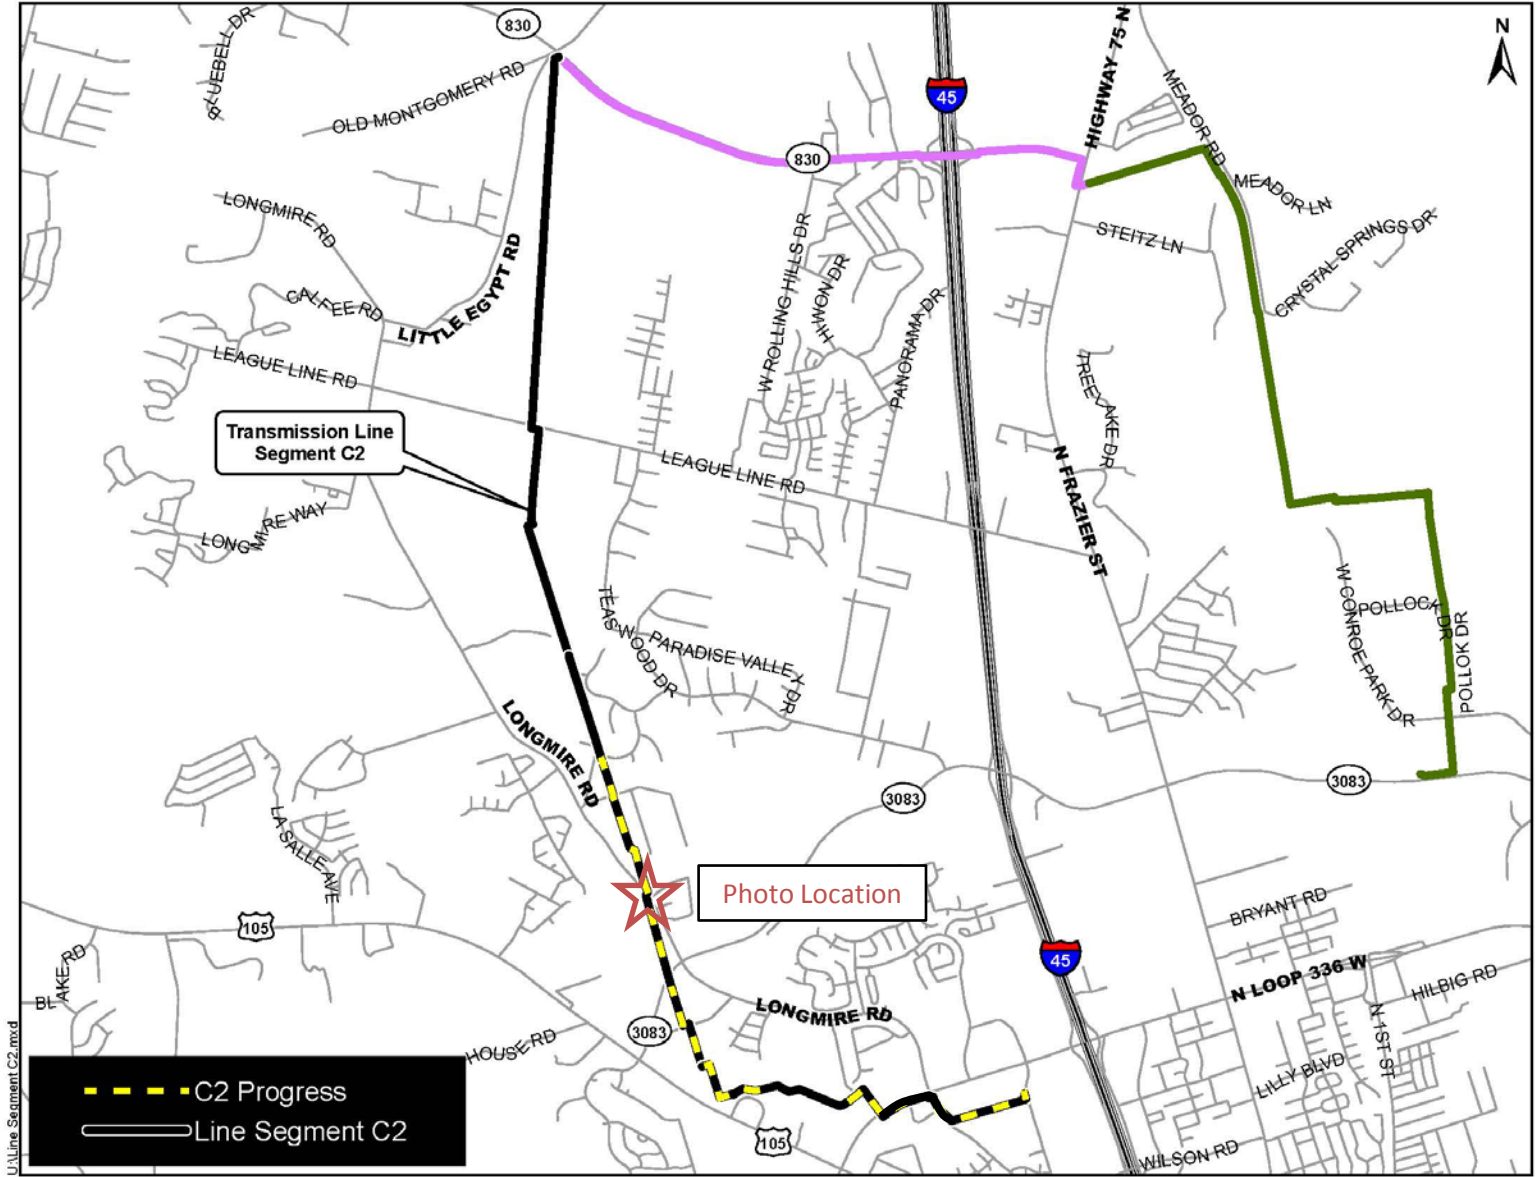 830
BLUEBELL DR
OLD MONTGOMERY RD
45
HIGHWAY 75 N
N
MEADOR RD
830
MEADOR LN
LONGMIRE RD
STEITZ LN
CRYSTAL SPRINGS DR
LITTLE EGYPT RD
CALFEE RD
W ROLLING HILLS DR
HIWON DR
PANORAMA DR
LEAGUE LINE RD
TREELAKE DR
Transmission Line
Segment C2
LEAGUE LINE RD
N FRAZIER ST
LONGMIRE WAY
TEASWOOD DR
PARADISE VALLEY DR
W CONROE PARK DR
POLLOCK DR
POLLOK DR
LONGMIRE RD
3083
3083
LA SALLE AVE
Photo Location
BRYANT RD
105
BLAKE RD
45
N LOOP 336 W
HILBIG RD
LONGMIRE RD
3083
HOUSE RD
N 1ST ST
LILLY BLVD
C2 Progress
Line Segment C2
105
WILSON RD
U:\Line Segment C2.mxd